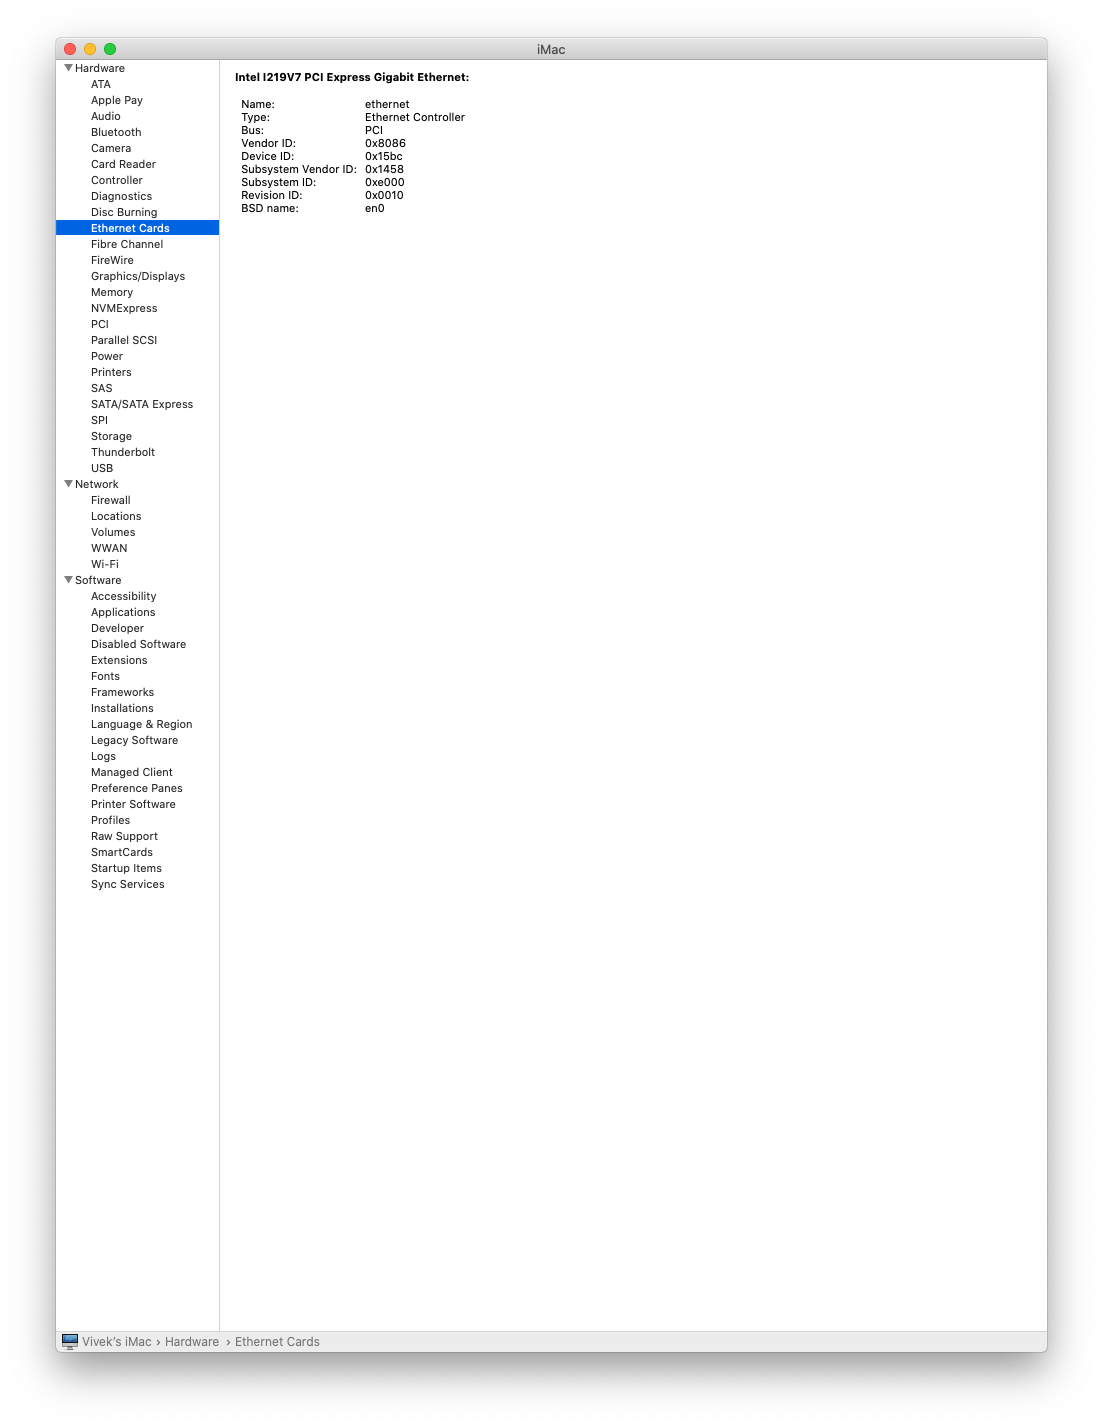 iMac
Hardware
ATA
Apple Pay
Audio
Bluetooth
Camera
Card Reader
Controller
Diagnostics
Disc Burning
Ethernet Cards
Fibre Channel
FireWire
Graphics/Displays
Memory
NVMExpress
PCI
Parallel SCSI
Power
Printers
SAS
SATA/SATA Express
SPI
Storage
Thunderbolt
USB
Network
Firewall
Locations
Volumes
WWAN
Wi-Fi
Software
Accessibility
Applications
Developer
Disabled Software
Extensions
Fonts
Frameworks
Installations
Language & Region
Legacy Software
Logs
Managed Client
Preference Panes
Printer Software
Profiles
Raw Support
SmartCards
Startup Items
Sync Services
Intel I219V7 PCI Express Gigabit Ethernet:
Name: ethernet
Type: Ethernet Controller
Bus: PCI
Vendor ID: 0x8086
Device ID: 0x15bc
Subsystem Vendor ID: 0x1458
Subsystem ID: 0xe000
Revision ID: 0x0010
BSD name: en0
Vivek's iMac › Hardware › Ethernet Cards